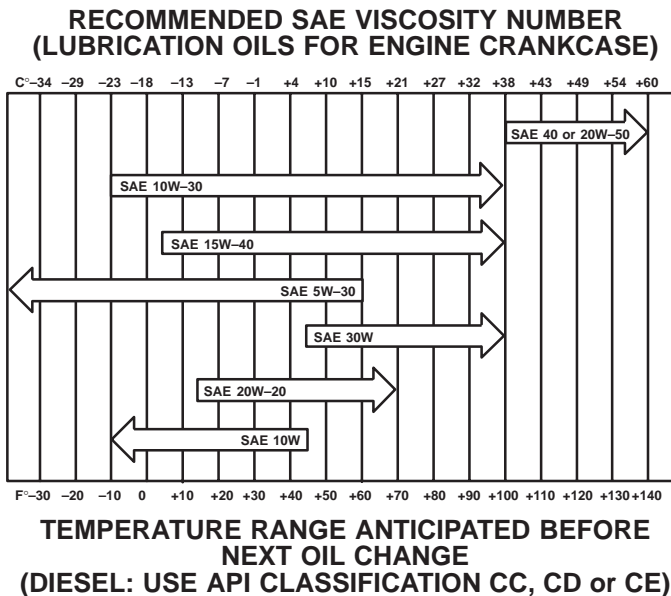 RECOMMENDED SAE VISCOSITY NUMBER
(LUBRICATION OILS FOR ENGINE CRANKCASE)
C°–34 –29 –23 –18 –13 –7 –1 +4 +10 +15 +21 +27 +32 +38 +43 +49 +54 +60
SAE 40 or 20W–50
SAE 10W–30
SAE 15W–40
SAE 5W–30
SAE 30W
SAE 20W–20
SAE 10W
F°–30 –20 –10 0 +10 +20 +30 +40 +50 +60 +70 +80 +90 +100 +110 +120 +130 +140
TEMPERATURE RANGE ANTICIPATED BEFORE
NEXT OIL CHANGE
(DIESEL: USE API CLASSIFICATION CC, CD or CE)